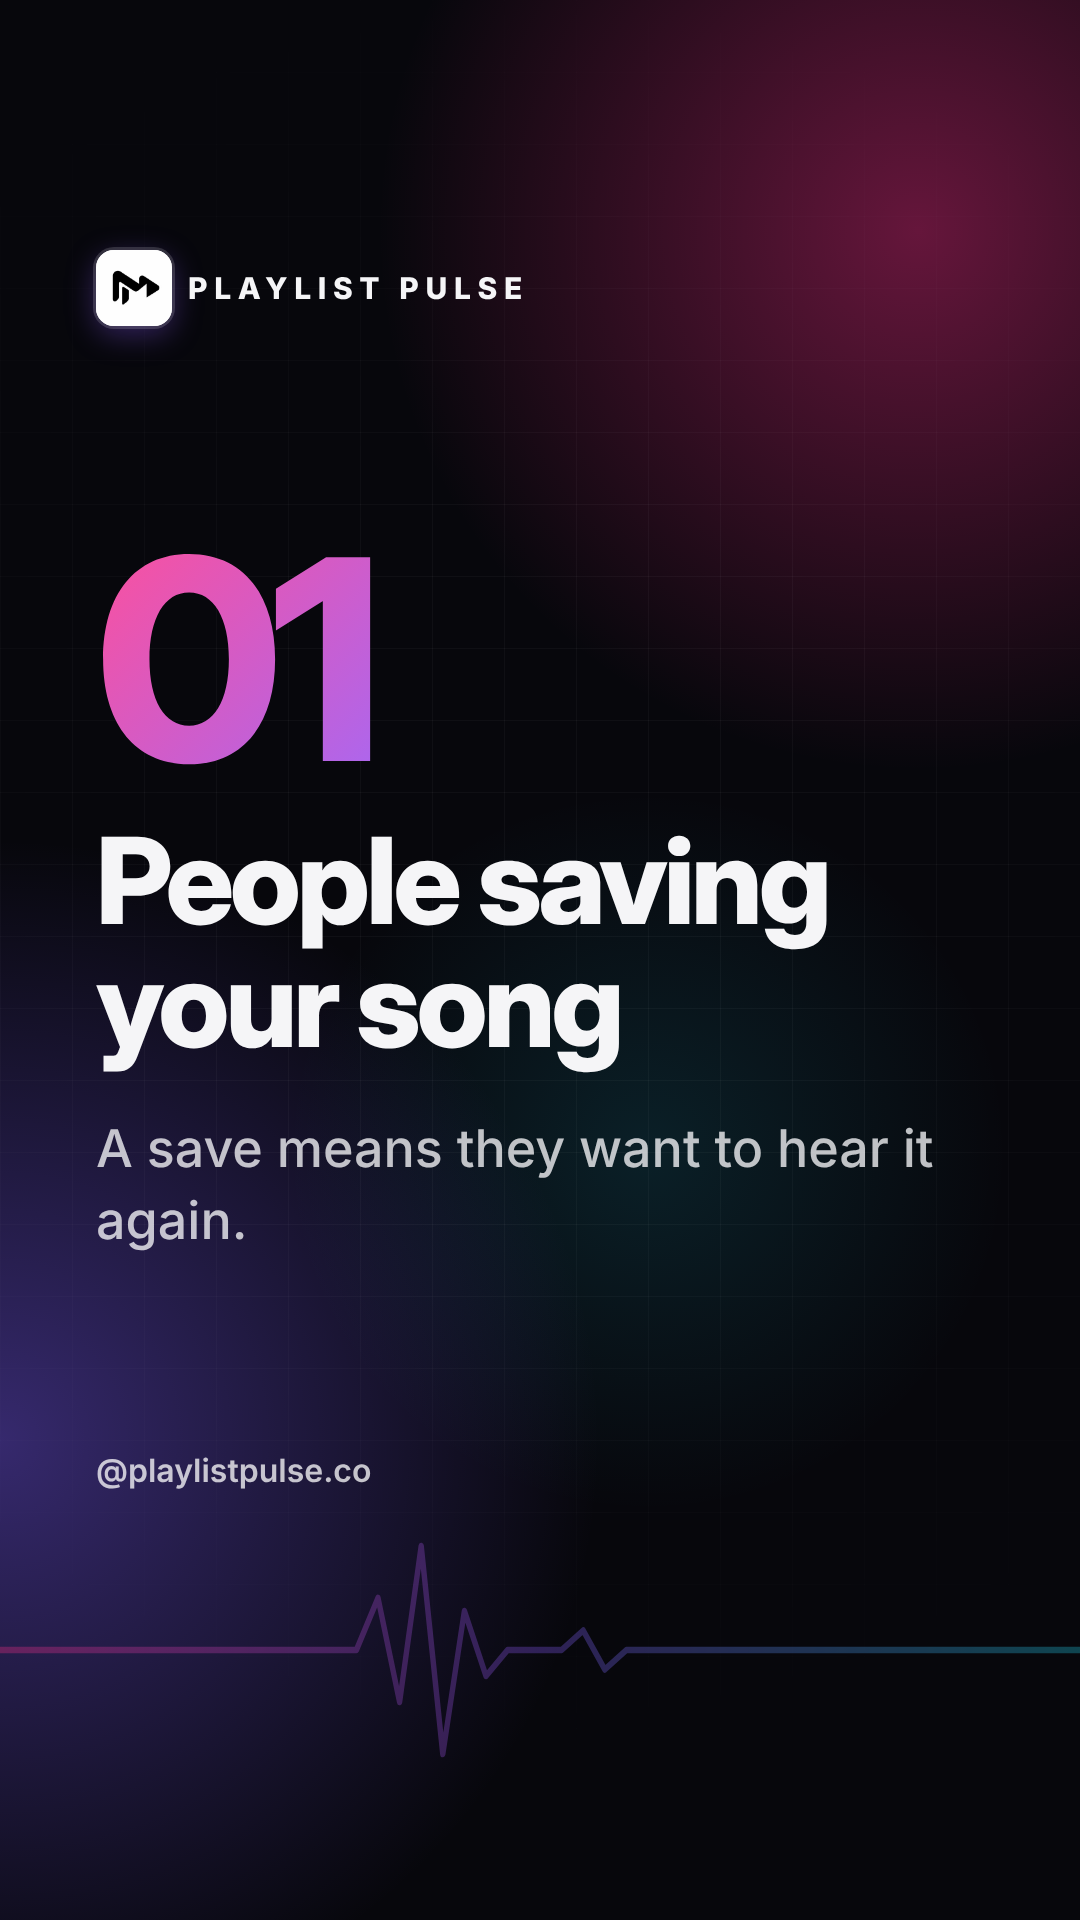 PLAYLIST PULSE
01
People saving
your song
A save means they want to hear it
again.
@playlistpulse.co